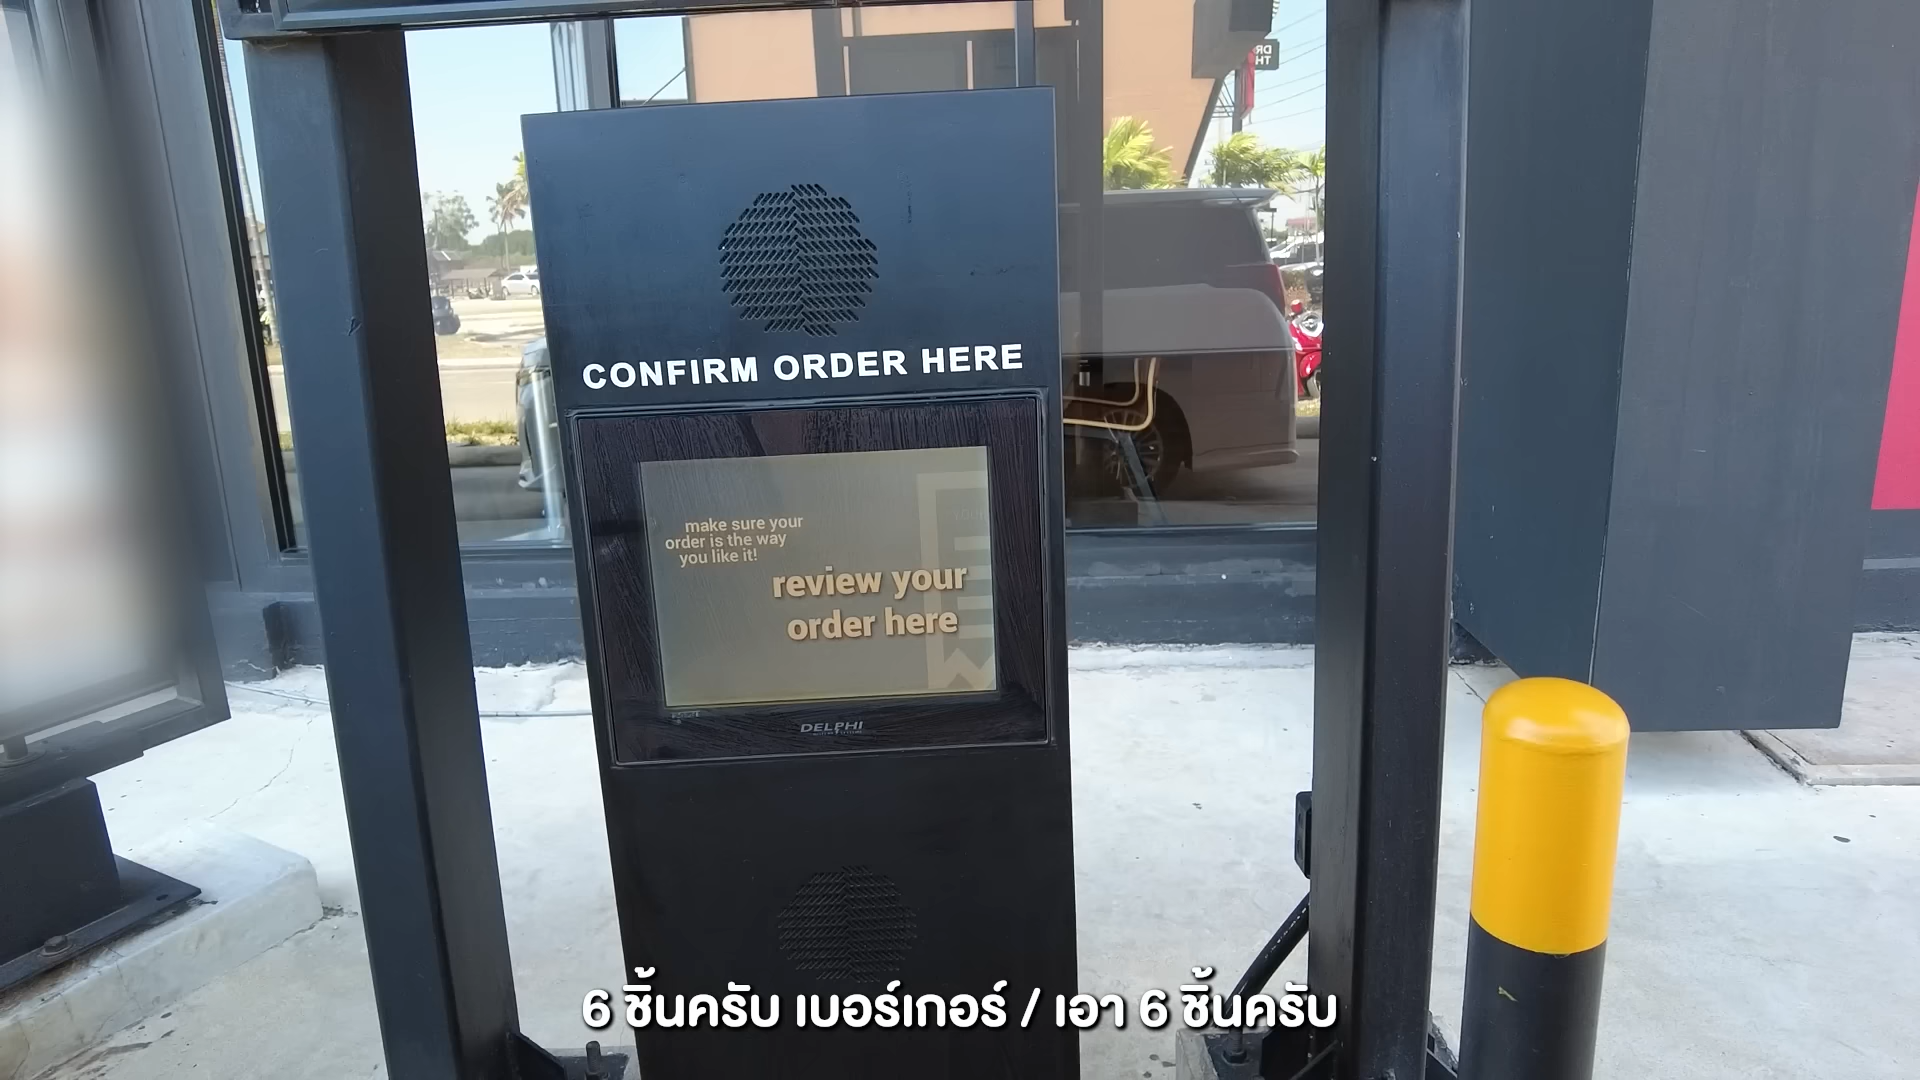 CONFIRM ORDER HERE
make sure your
order is the way
you like it!
review your
order here
DELPHI
6 ชิ้นครับ เบอร์เกอร์ / เอา 6 ชิ้นครับ